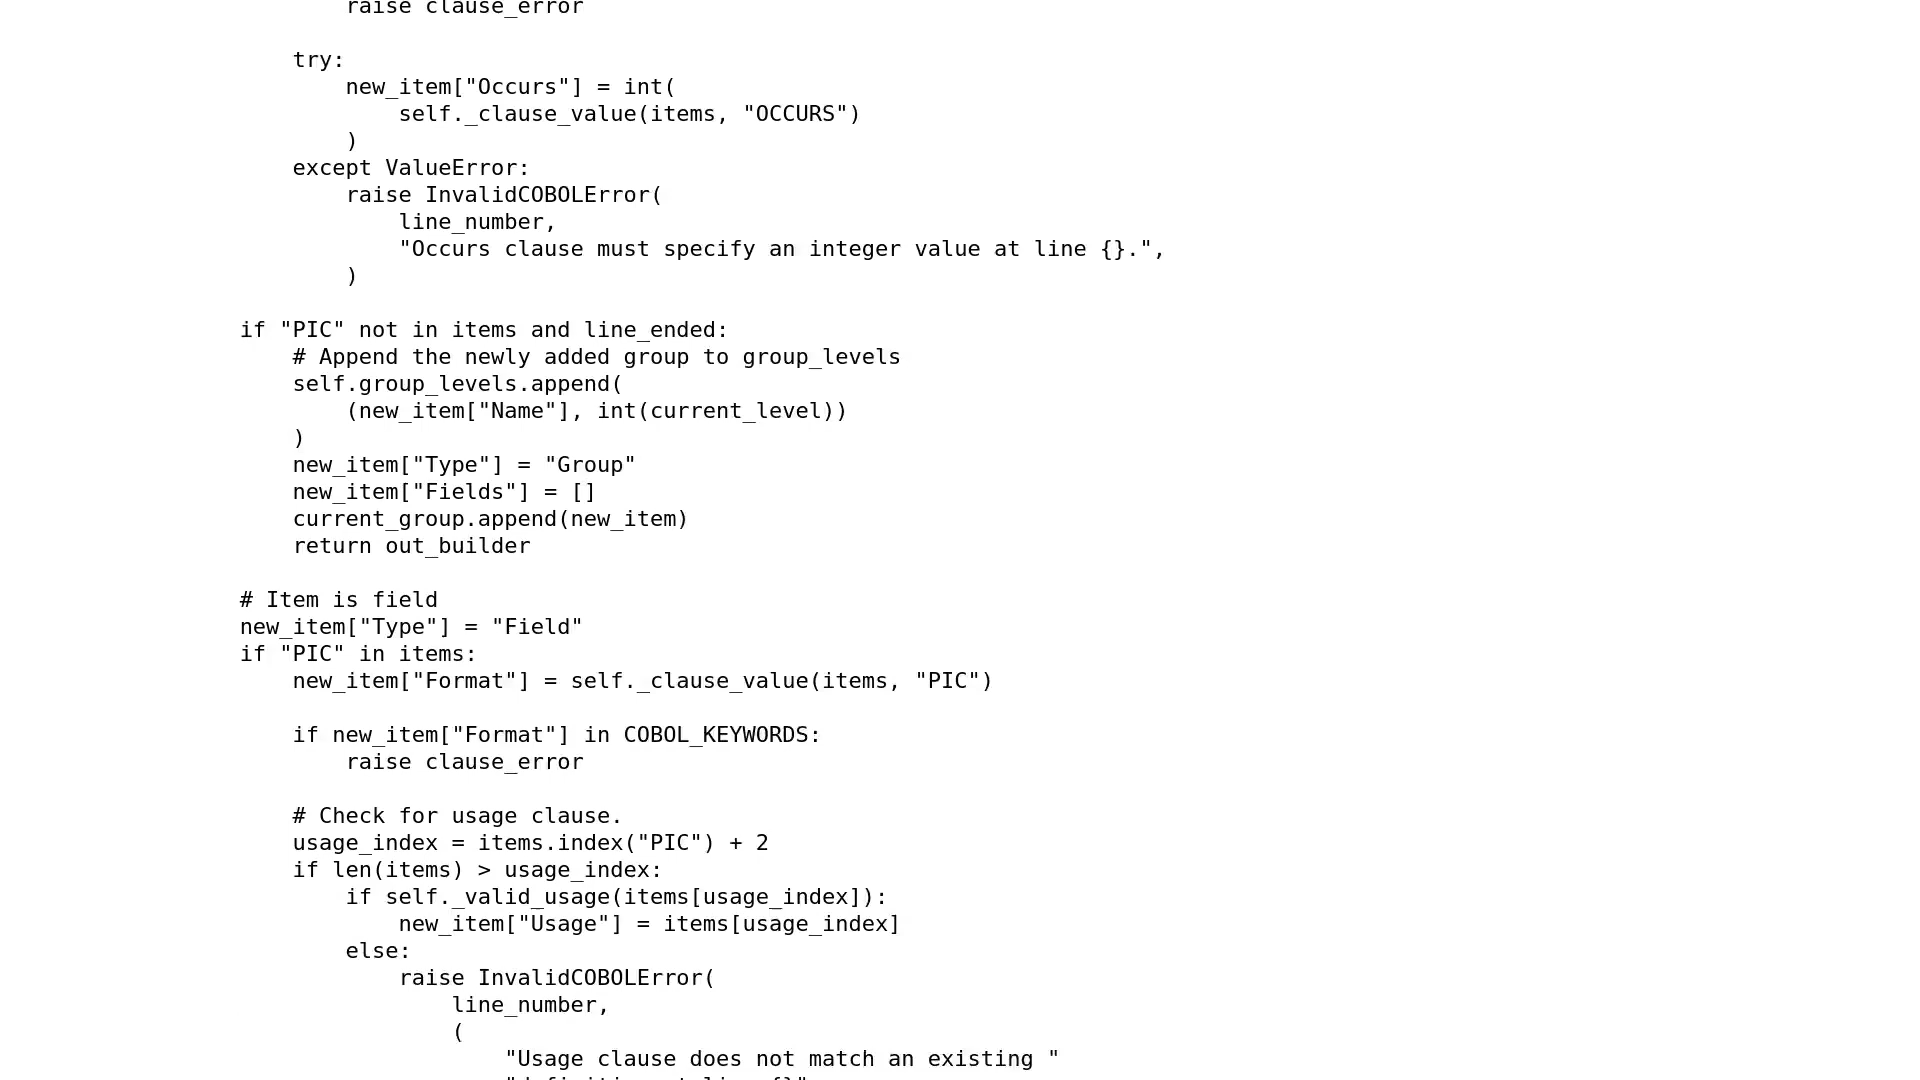 raise clause_error
try:
new_item["Occurs"] = int(
self._clause_value(items, "OCCURS")
)
except ValueError:
raise InvalidCOBOLError(
line_number,
"Occurs clause must specify an integer value at line {}.",
)
if "PIC" not in items and line_ended:
# Append the newly added group to group_levels
self.group_levels.append(
(new_item["Name"], int(current_level))
)
new_item["Type"] = "Group"
new_item["Fields"] = []
current_group.append(new_item)
return out_builder
# Item is field
new_item["Type"] = "Field"
if "PIC" in items:
new_item["Format"] = self._clause_value(items, "PIC")
if new_item["Format"] in COBOL_KEYWORDS:
raise clause_error
# Check for usage clause.
usage_index = items.index("PIC") + 2
if len(items) > usage_index:
if self._valid_usage(items[usage_index]):
new_item["Usage"] = items[usage_index]
else:
raise InvalidCOBOLError(
line_number,
(
"Usage clause does not match an existing "